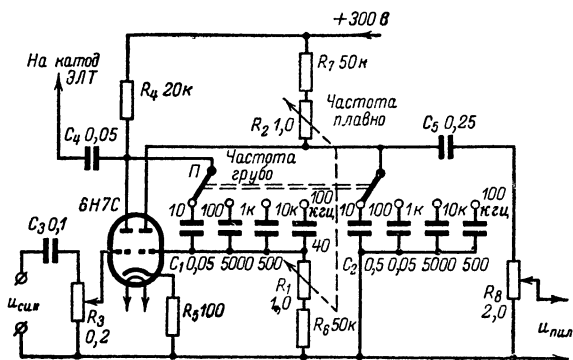 +300 в
На катод
ЭЛТ
R₄ 20к
R₇ 50к
R₂ 1,0
Частота
плавно
C₄ 0,05
C₅ 0,25
Частота
грубо
П
6Н7С
10 100 1к 10к 100 кгц
10 100 1к 10к 100 кгц
C₃ 0,1
C₁ 0,05 5000 500 40
C₂ 0,5 0,05 5000 500
uсин
R₃
0,2
R₅ 100
R₁
1,0
R₆ 50к
R₈
2,0
uпил